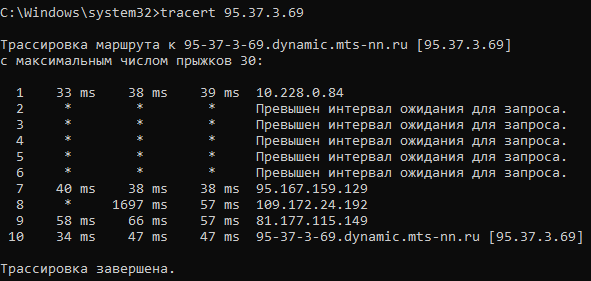 C:\Windows\system32>tracert 95.37.3.69
Трассировка маршрута к 95-37-3-69.dynamic.mts-nn.ru [95.37.3.69]
с максимальным числом прыжков 30:
1 33 ms 38 ms 39 ms 10.228.0.84
2 * * * Превышен интервал ожидания для запроса.
3 * * * Превышен интервал ожидания для запроса.
4 * * * Превышен интервал ожидания для запроса.
5 * * * Превышен интервал ожидания для запроса.
6 * * * Превышен интервал ожидания для запроса.
7 40 ms 38 ms 38 ms 95.167.159.129
8 * 1697 ms 57 ms 109.172.24.192
9 58 ms 66 ms 57 ms 81.177.115.149
10 34 ms 47 ms 47 ms 95-37-3-69.dynamic.mts-nn.ru [95.37.3.69]
Трассировка завершена.